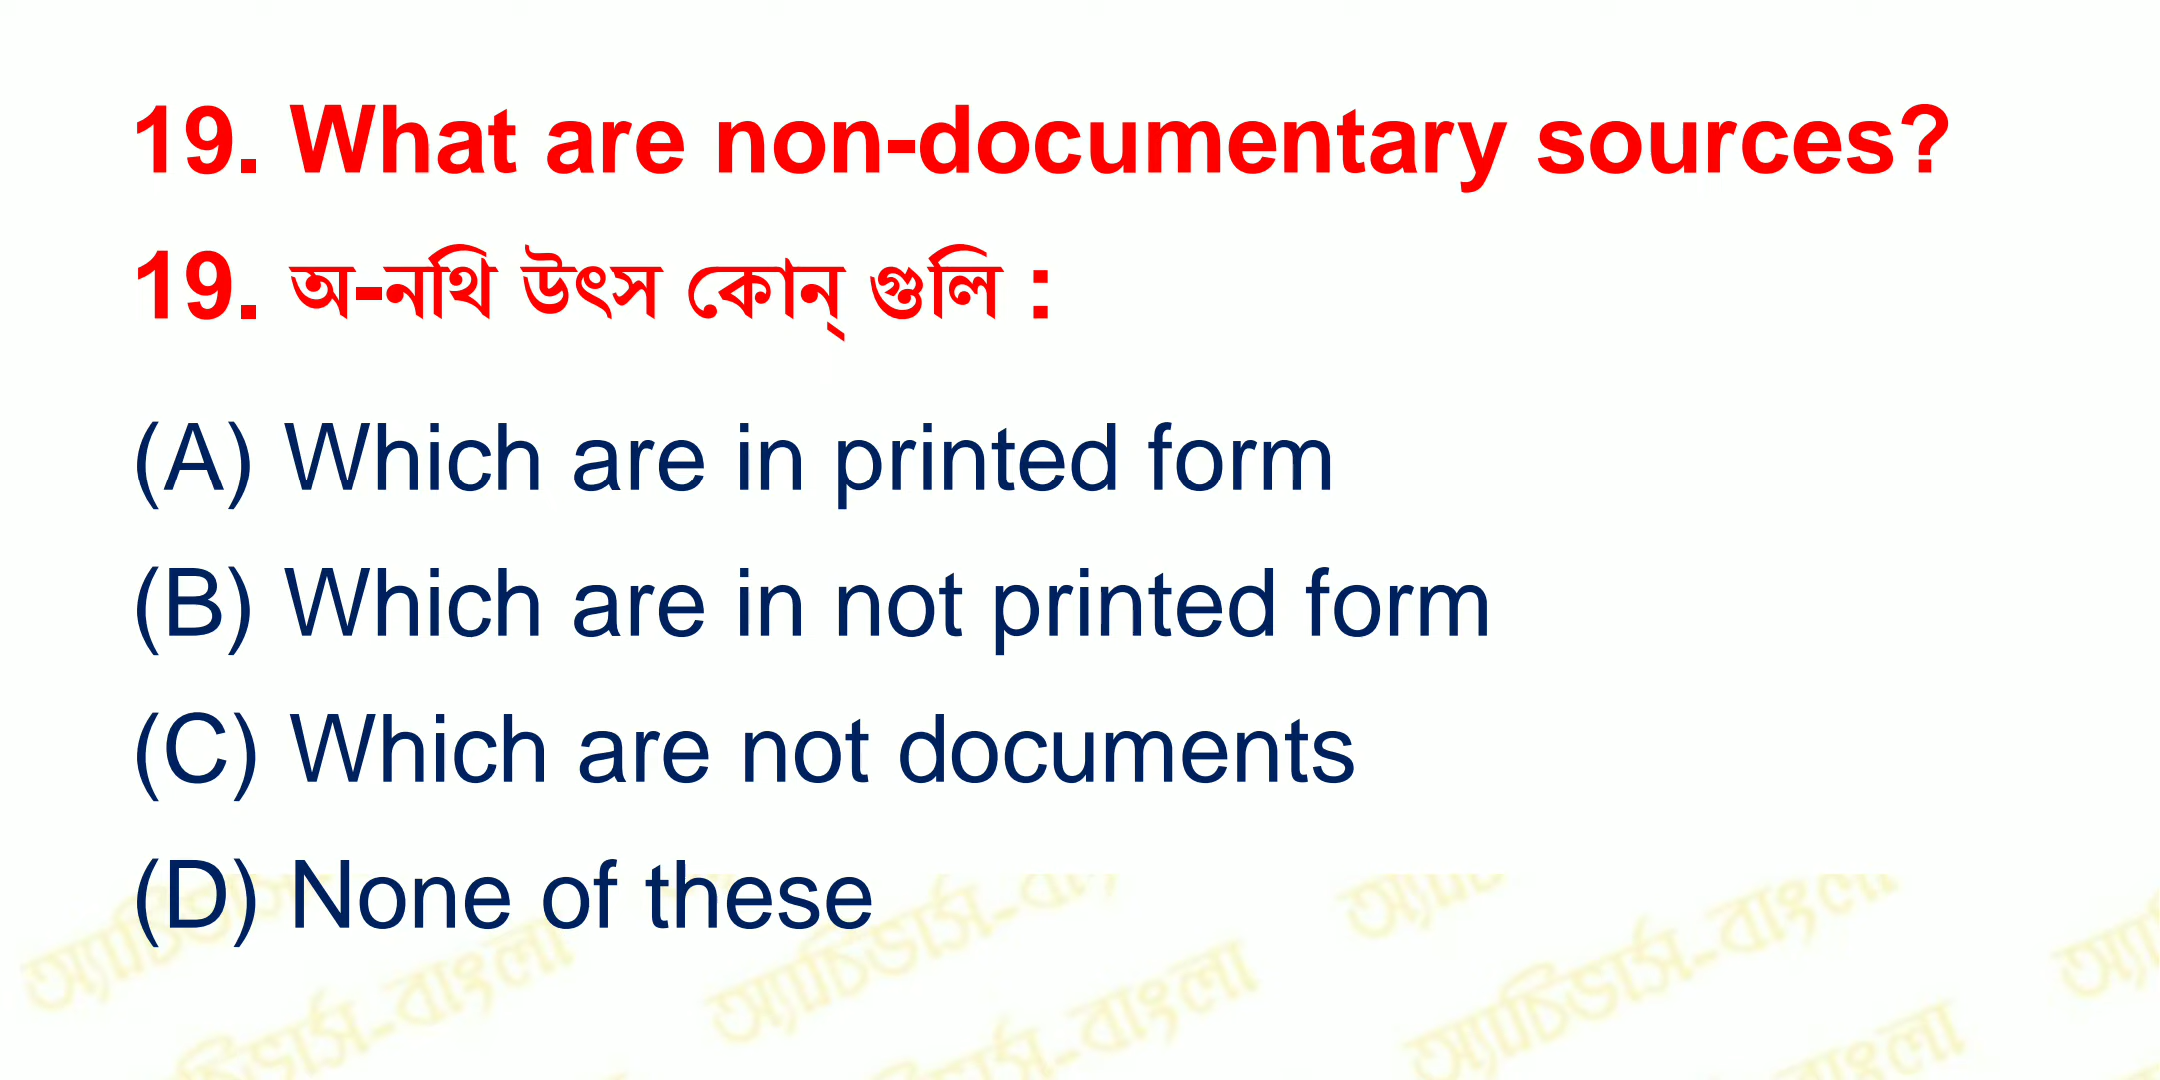 19. What are non-documentary sources?
19. অ-নথি উৎস কোন্ গুলি :
(A) Which are in printed form
(B) Which are in not printed form
(C) Which are not documents
(D) None of these
অ্যাচিভার্স-বাংলা
অ্যাচিভার্স-বাংলা
অ্যাচিভার্স-বাংলা